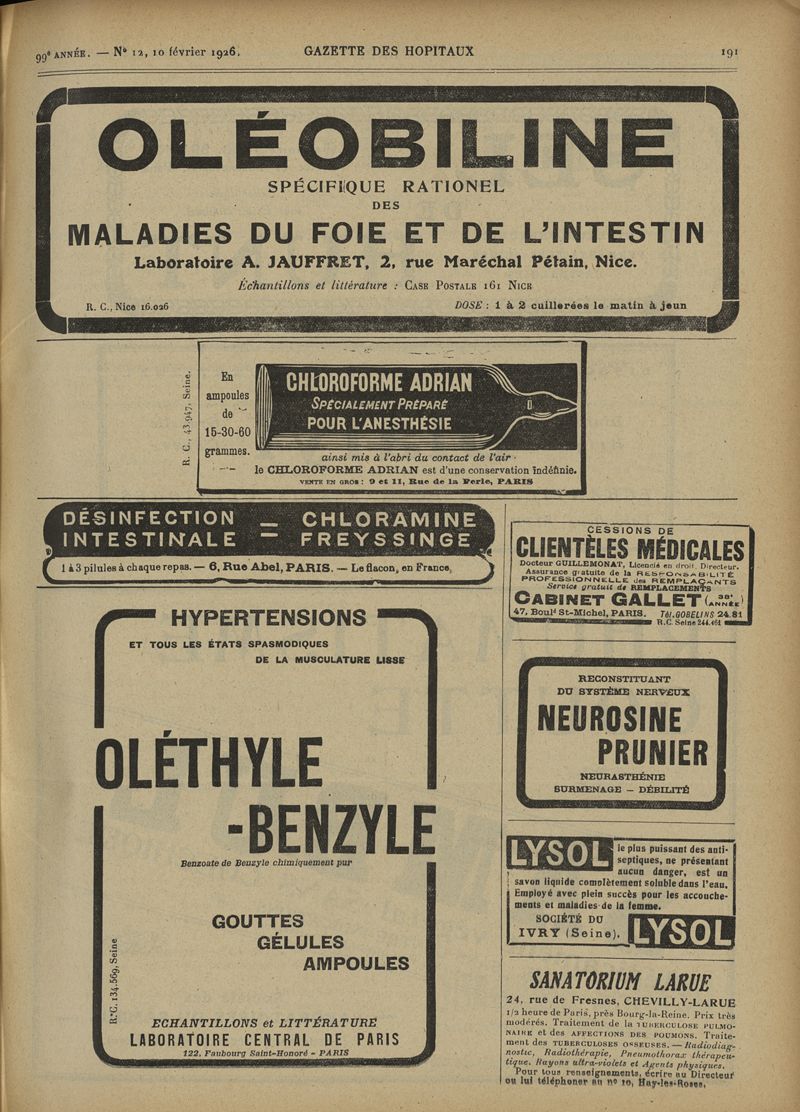 99e ANNÉE. — No 12, 10 février 1926. GAZETTE DES HOPITAUX 191
OLÉOBILINE
SPÉCIFIQUE RATIONEL
DES
MALADIES DU FOIE ET DE L'INTESTIN
Laboratoire A. JAUFFRET, 2, rue Maréchal Pétain, Nice.
Échantillons et littérature : CASE POSTALE 161 NICE
R. C., Nice 16.026 DOSE : 1 à 2 cuillerées le matin à jeun
R. C., 43.947, Seine.
En
ampoules
de
15-30-60
grammes.
CHLOROFORME ADRIAN
SPÉCIALEMENT PRÉPARÉ
POUR L'ANESTHÉSIE
ainsi mis à l'abri du contact de l'air
le CHLOROFORME ADRIAN est d'une conservation indéfinie.
VENTE EN GROS : 9 et 11, Rue de la Perle, PARIS
DÉSINFECTION = CHLORAMINE
INTESTINALE = FREYSSINGE
1 à 3 pilules à chaque repas. — 6, Rue Abel, PARIS. — Le flacon, en France,
CESSIONS DE
CLIENTÈLES MÉDICALES
Docteur GUILLEMONAT, Licencié en droit, Directeur.
Assurance gratuite de la RESPONSABILITÉ
PROFESSIONNELLE des REMPLAÇANTS
Service gratuit de REMPLACEMENTS
CABINET GALLET (38e ANNÉE)
47, Bould St-Michel, PARIS. Tél. GOBELINS 24.81
R.C. Seine 244.461
HYPERTENSIONS
ET TOUS LES ÉTATS SPASMODIQUES
DE LA MUSCULATURE LISSE
OLÉTHYLE
-BENZYLE
Benzoate de Benzyle chimiquement pur
GOUTTES
GÉLULES
AMPOULES
R.C. 134.569, Seine
ECHANTILLONS et LITTÉRATURE
LABORATOIRE CENTRAL DE PARIS
122, Faubourg Saint-Honoré - PARIS
RECONSTITUANT
DU SYSTÈME NERVEUX
NEUROSINE
PRUNIER
NEURASTHÉNIE
SURMENAGE — DÉBILITÉ
LYSOL le plus puissant des anti-
septiques, ne présentant
aucun danger, est un
savon liquide complètement soluble dans l'eau.
Employé avec plein succès pour les accouche-
ments et maladies de la femme.
SOCIÉTÉ DU
IVRY (Seine). LYSOL
SANATORIUM LARUE
24, rue de Fresnes, CHEVILLY-LARUE
1/2 heure de Paris, près Bourg-la-Reine. Prix très
modérés. Traitement de la TUBERCULOSE PULMO-
NAIRE et des AFFECTIONS DES POUMONS. Traite-
ment des TUBERCULOSES OSSEUSES. — Radiodiag-
nostic, Radiothérapie, Pneumothorax thérapeu-
tique. Rayons ultra-violets et Agents physiques.
Pour tous renseignements, écrire au Directeur
ou lui téléphoner au no 10, Hay-les-Roses.